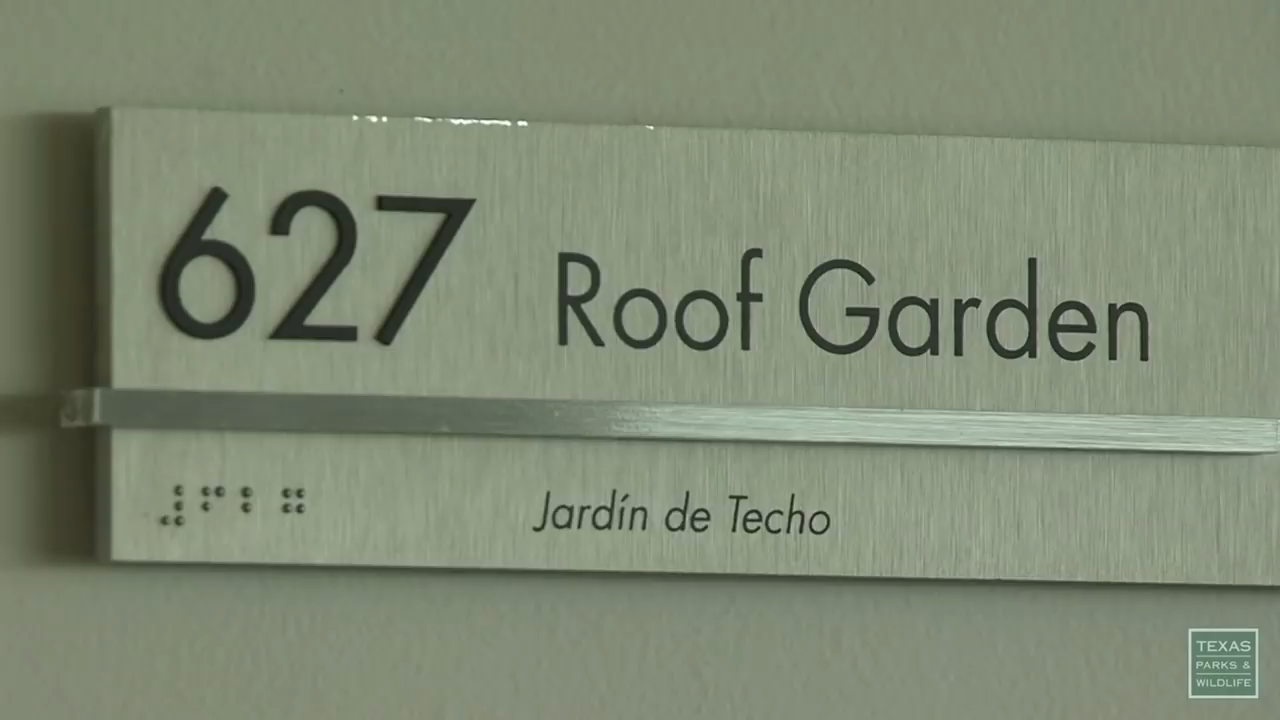 627 Roof Garden
⠼⠋⠃⠛
Jardín de Techo
TEXAS
PARKS &
WILDLIFE